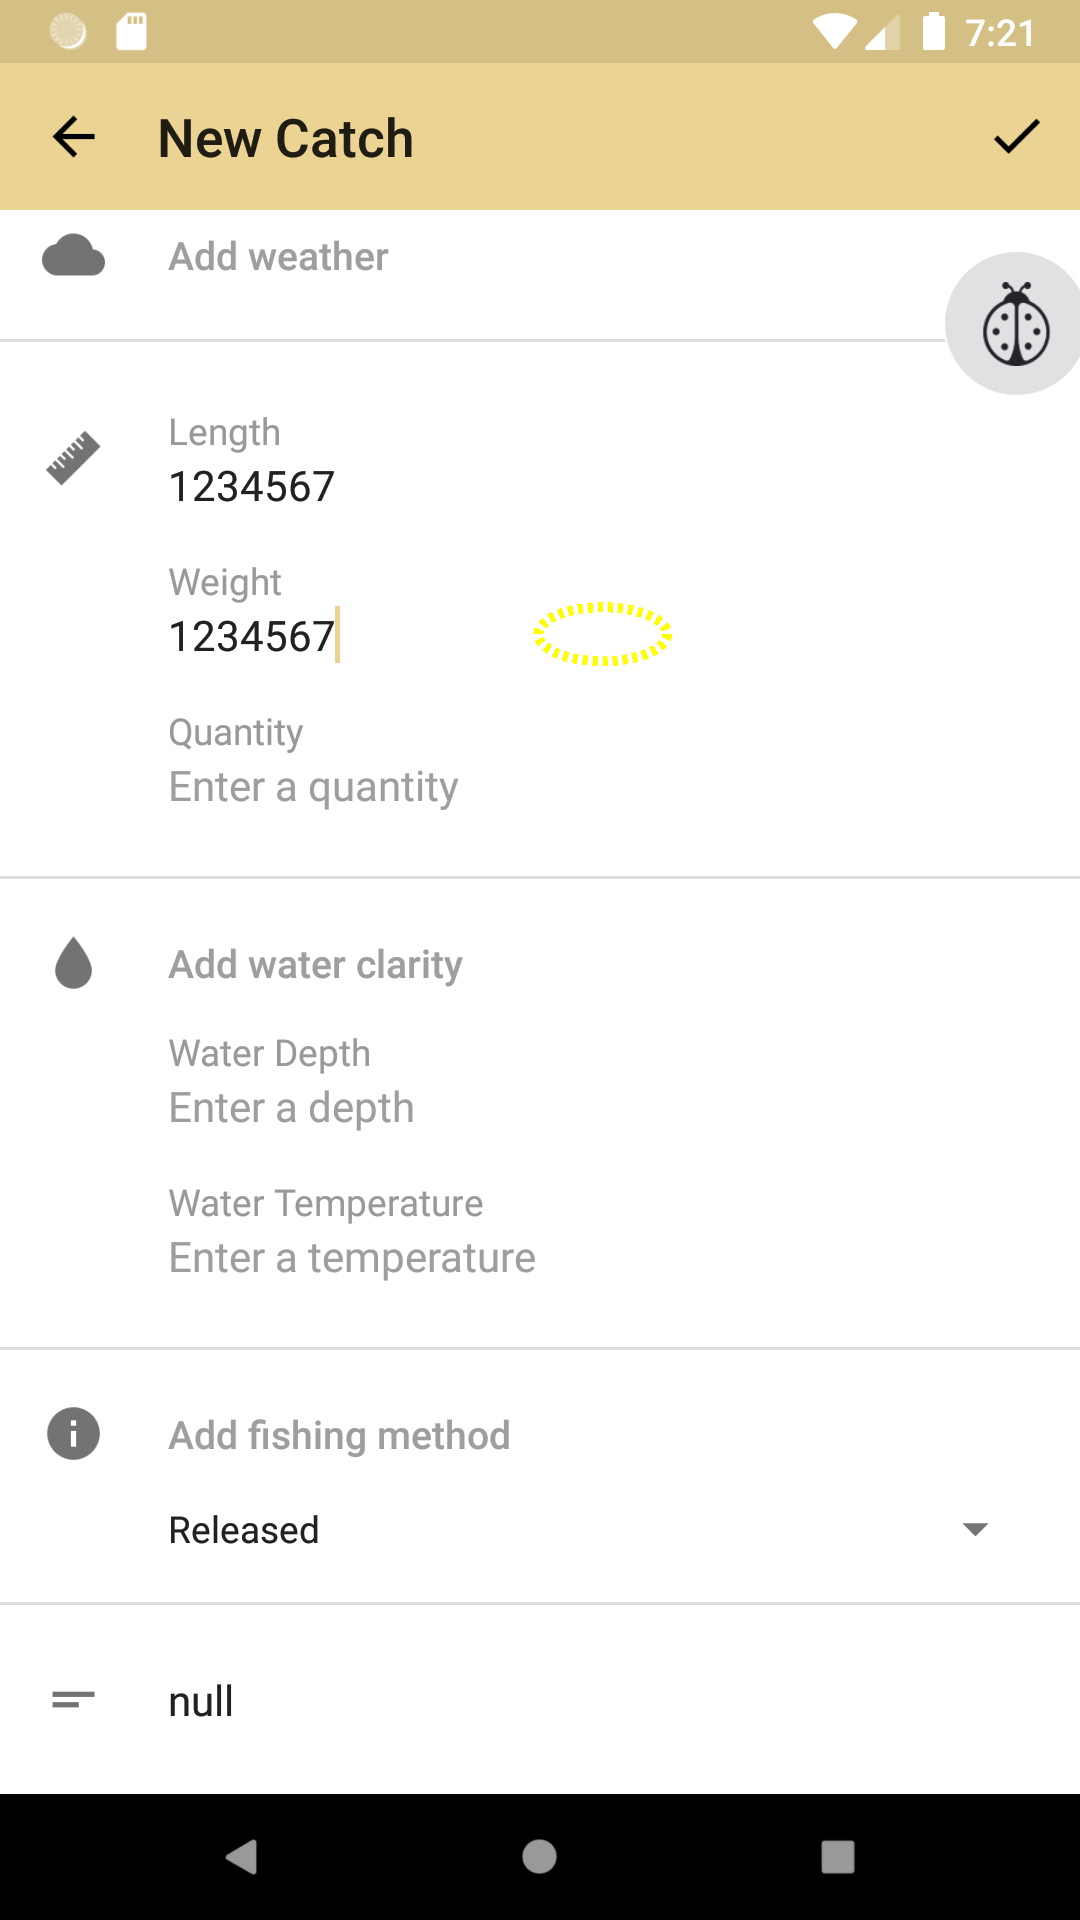 7:21
New Catch
Add weather
Length
1234567
Weight
1234567
Quantity
Enter a quantity
Add water clarity
Water Depth
Enter a depth
Water Temperature
Enter a temperature
Add fishing method
Released
null